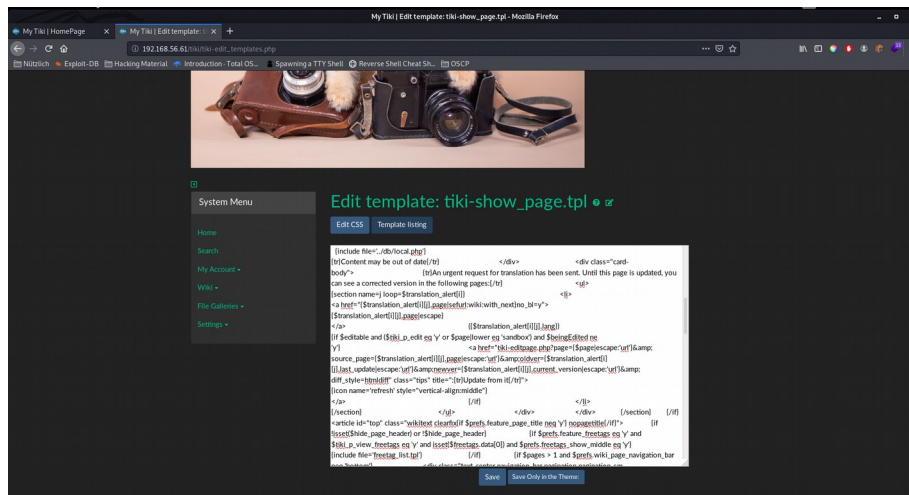 My Tiki | Edit template: tiki-show_page.tpl - Mozilla Firefox
My Tiki | HomePage
My Tiki | Edit template: ti
192.168.56.61/tiki/tiki-edit_templates.php
Nützlich Exploit-DB Hacking Material Introduction - Total OS... Spawning a TTY Shell Reverse Shell Cheat Sh... OSCP
System Menu
Home
Search
My Account
Wiki
File Galleries
Settings
Edit template: tiki-show_page.tpl
Edit CSS Template listing
{include file='../db/local.php'}
{tr}Content may be out of date{/tr} </div> <div class="card-
body"> {tr}An urgent request for translation has been sent. Until this page is updated, you
can see a corrected version in the following pages:{/tr} <ul>
{section name=j loop=$translation_alert[i]} <li>
<a href="{$translation_alert[i][j].page|sefurl:wiki:with_next}no_bl=y">
{$translation_alert[i][j].page|escape}
</a> ({$translation_alert[i][j].lang})
{if $editable and ($tiki_p_edit eq 'y' or $page|lower eq 'sandbox') and $beingEdited ne
'y'} <a href="tiki-editpage.php?page={$page|escape:'url'}&amp;
source_page={$translation_alert[i][j].page|escape:'url'}&amp;oldver={$translation_alert[i]
[j].last_update|escape:'url'}&amp;newver={$translation_alert[i][j].current_version|escape:'url'}&amp;
diff_style=htmldiff" class="tips" title=":{tr}Update from it{/tr}">
{icon name='refresh' style="vertical-align:middle"}
</a> {/if} </li>
{/section} </ul> </div> </div> {/section} {/if}
<article id="top" class="wikitext clearfix{if $prefs.feature_page_title neq 'y'} nopagetitle{/if}"> {if
!isset($hide_page_header) or !$hide_page_header} {if $prefs.feature_freetags eq 'y' and
$tiki_p_view_freetags eq 'y' and isset($freetags.data[0]) and $prefs.freetags_show_middle eq 'y'}
{include file='freetag_list.tpl'} {/if} {if $pages > 1 and $prefs.wiki_page_navigation_bar
Save Save Only in the Theme: